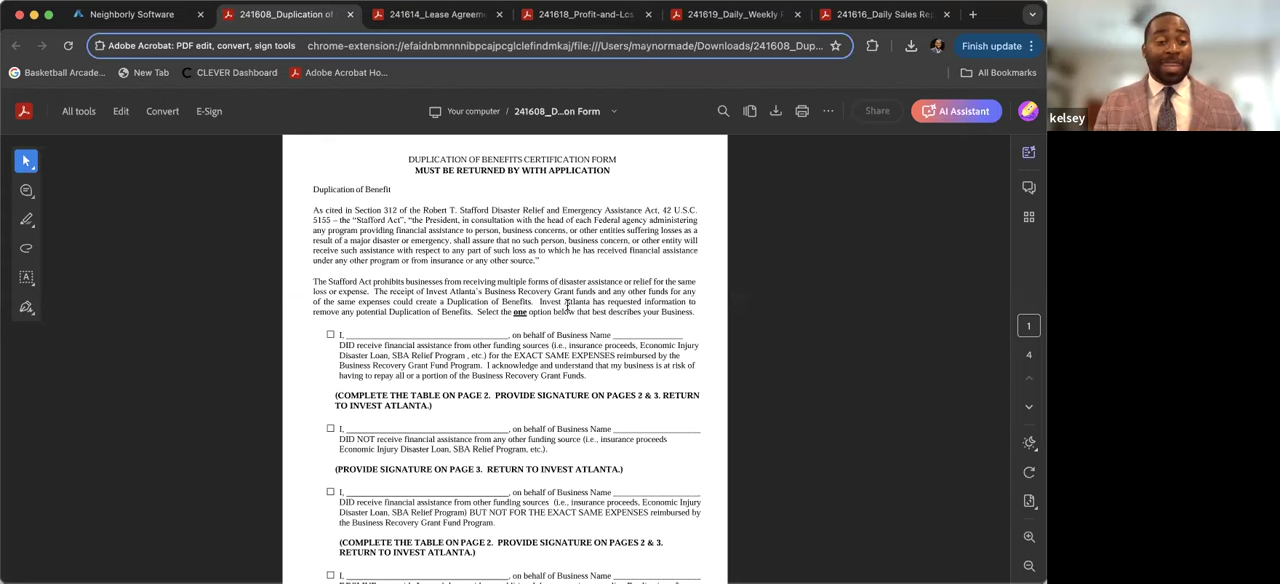 Neighborly Software
241608_Duplication of
241614_Lease Agreem
241618_Profit-and-Los
241619_Daily_Weekly
241616_Daily Sales Re
Adobe Acrobat: PDF edit, convert, sign tools
chrome-extension://efaidnbmnnnibpcajpcglclefindmkaj/file:///Users/maynormade/Downloads/241608_Dup...
Finish update
Basketball Arcade...
New Tab
CLEVER Dashboard
Adobe Acrobat Ho...
All Bookmarks
All tools
Edit
Convert
E-Sign
Your computer / 241608_D...on Form
Share
AI Assistant
kelsey
DUPLICATION OF BENEFITS CERTIFICATION FORM
MUST BE RETURNED BY WITH APPLICATION
Duplication of Benefit
As cited in Section 312 of the Robert T. Stafford Disaster Relief and Emergency Assistance Act, 42 U.S.C.
5155 – the “Stafford Act”, “the President, in consultation with the head of each Federal agency administering
any program providing financial assistance to person, business concerns, or other entities suffering losses as a
result of a major disaster or emergency, shall assure that no such person, business concern, or other entity will
receive such assistance with respect to any part of such loss as to which he has received financial assistance
under any other program or from insurance or any other source.”
The Stafford Act prohibits businesses from receiving multiple forms of disaster assistance or relief for the same
loss or expense. The receipt of Invest Atlanta’s Business Recovery Grant funds and any other funds for any
of the same expenses could create a Duplication of Benefits. Invest Atlanta has requested information to
remove any potential Duplication of Benefits. Select the one option below that best describes your Business.
☐ I, ______________________________, on behalf of Business Name _____________
DID receive financial assistance from other funding sources (i.e., insurance proceeds, Economic Injury
Disaster Loan, SBA Relief Program , etc.) for the EXACT SAME EXPENSES reimbursed by the
Business Recovery Grant Fund Program. I acknowledge and understand that my business is at risk of
having to repay all or a portion of the Business Recovery Grant Funds.
(COMPLETE THE TABLE ON PAGE 2. PROVIDE SIGNATURE ON PAGES 2 & 3. RETURN
TO INVEST ATLANTA.)
☐ I, ______________________________, on behalf of Business Name ________________
DID NOT receive financial assistance from any other funding source (i.e., insurance proceeds
Economic Injury Disaster Loan, SBA Relief Program, etc.).
(PROVIDE SIGNATURE ON PAGE 3. RETURN TO INVEST ATLANTA.)
☐ I, ______________________________, on behalf of Business Name ________________
DID receive financial assistance from other funding sources (i.e., insurance proceeds, Economic Injury
Disaster Loan, SBA Relief Program) BUT NOT FOR THE EXACT SAME EXPENSES reimbursed by
the Business Recovery Grant Fund Program.
(COMPLETE THE TABLE ON PAGE 2. PROVIDE SIGNATURE ON PAGES 2 & 3.
RETURN TO INVEST ATLANTA.)
☐ I, ______________________________, on behalf of Business Name ________________
1
4